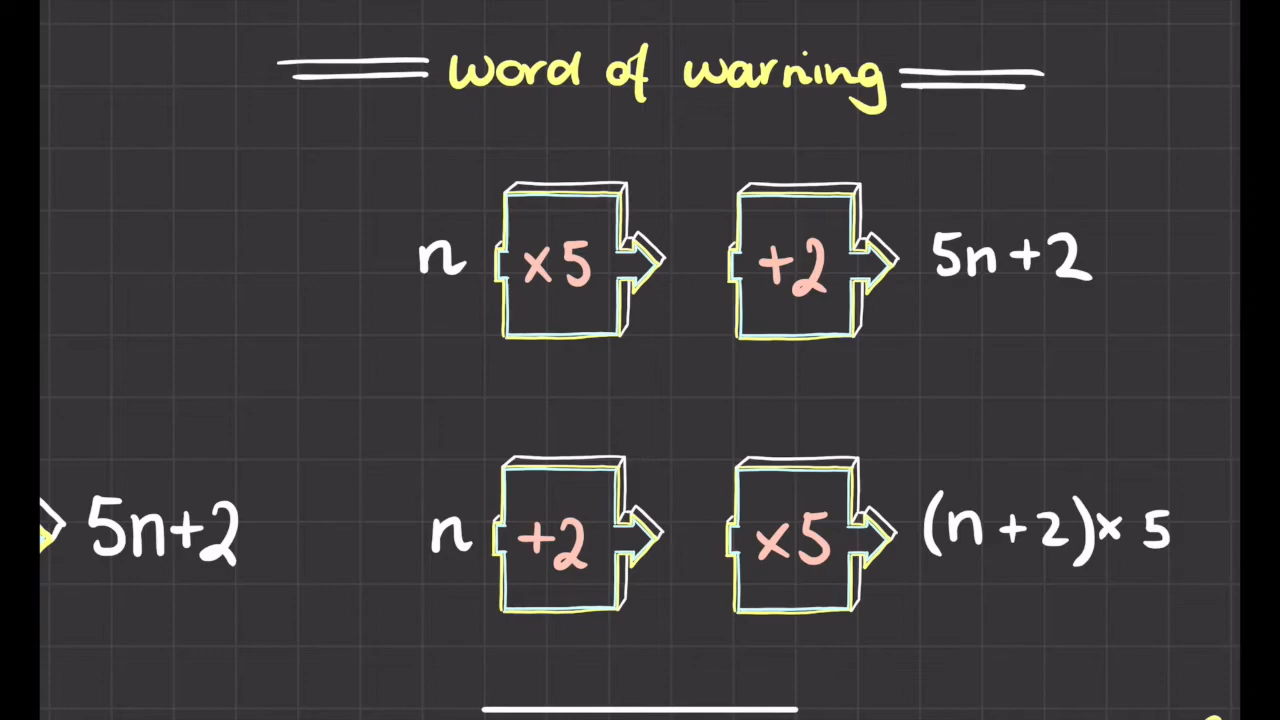 word of warning
n ×5 +2 5n+2
5n+2
n +2 ×5 (n+2)×5